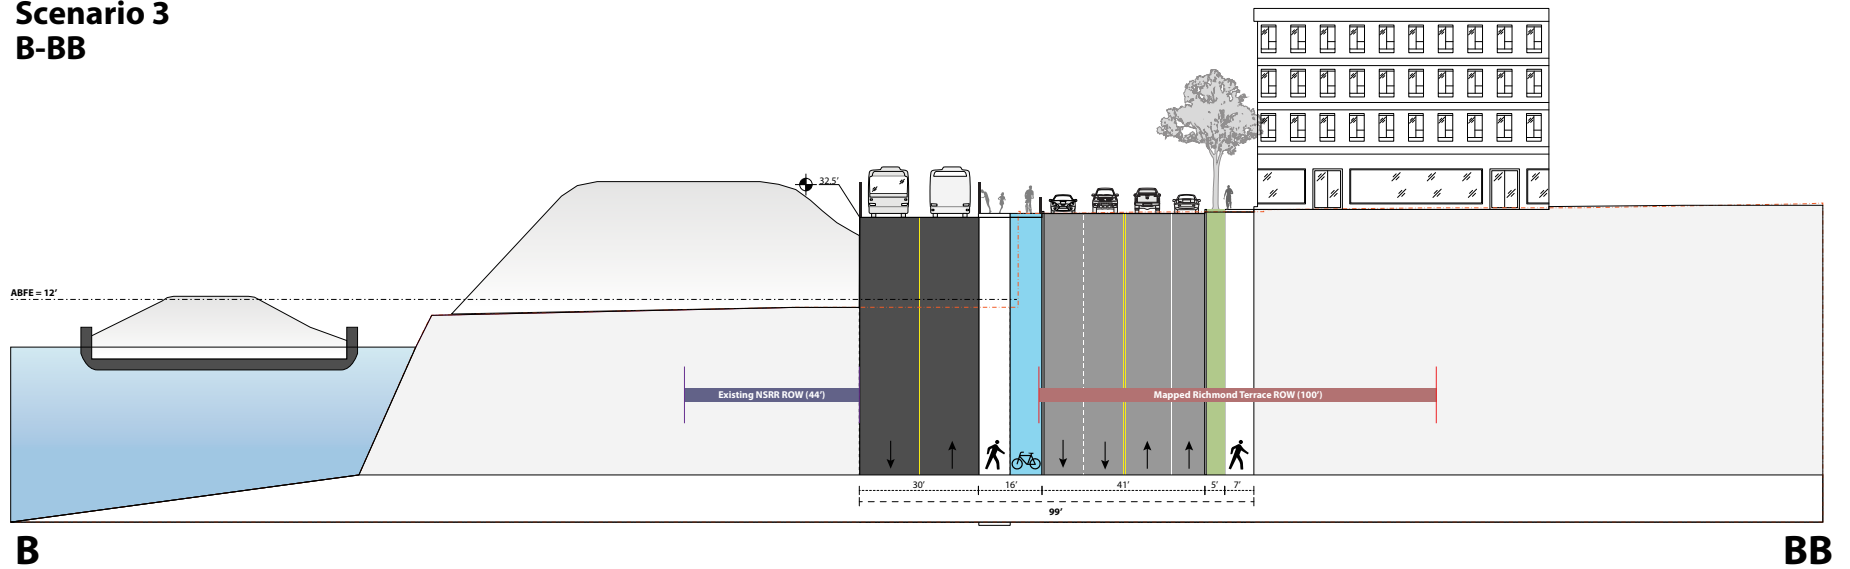 Scenario 3
B-BB
32.5’
ABFE = 12’
Existing NSRR ROW (44’)
Mapped Richmond Terrace ROW (100’)
30’ 16’ 41’ 5’ 7’
99’
B BB